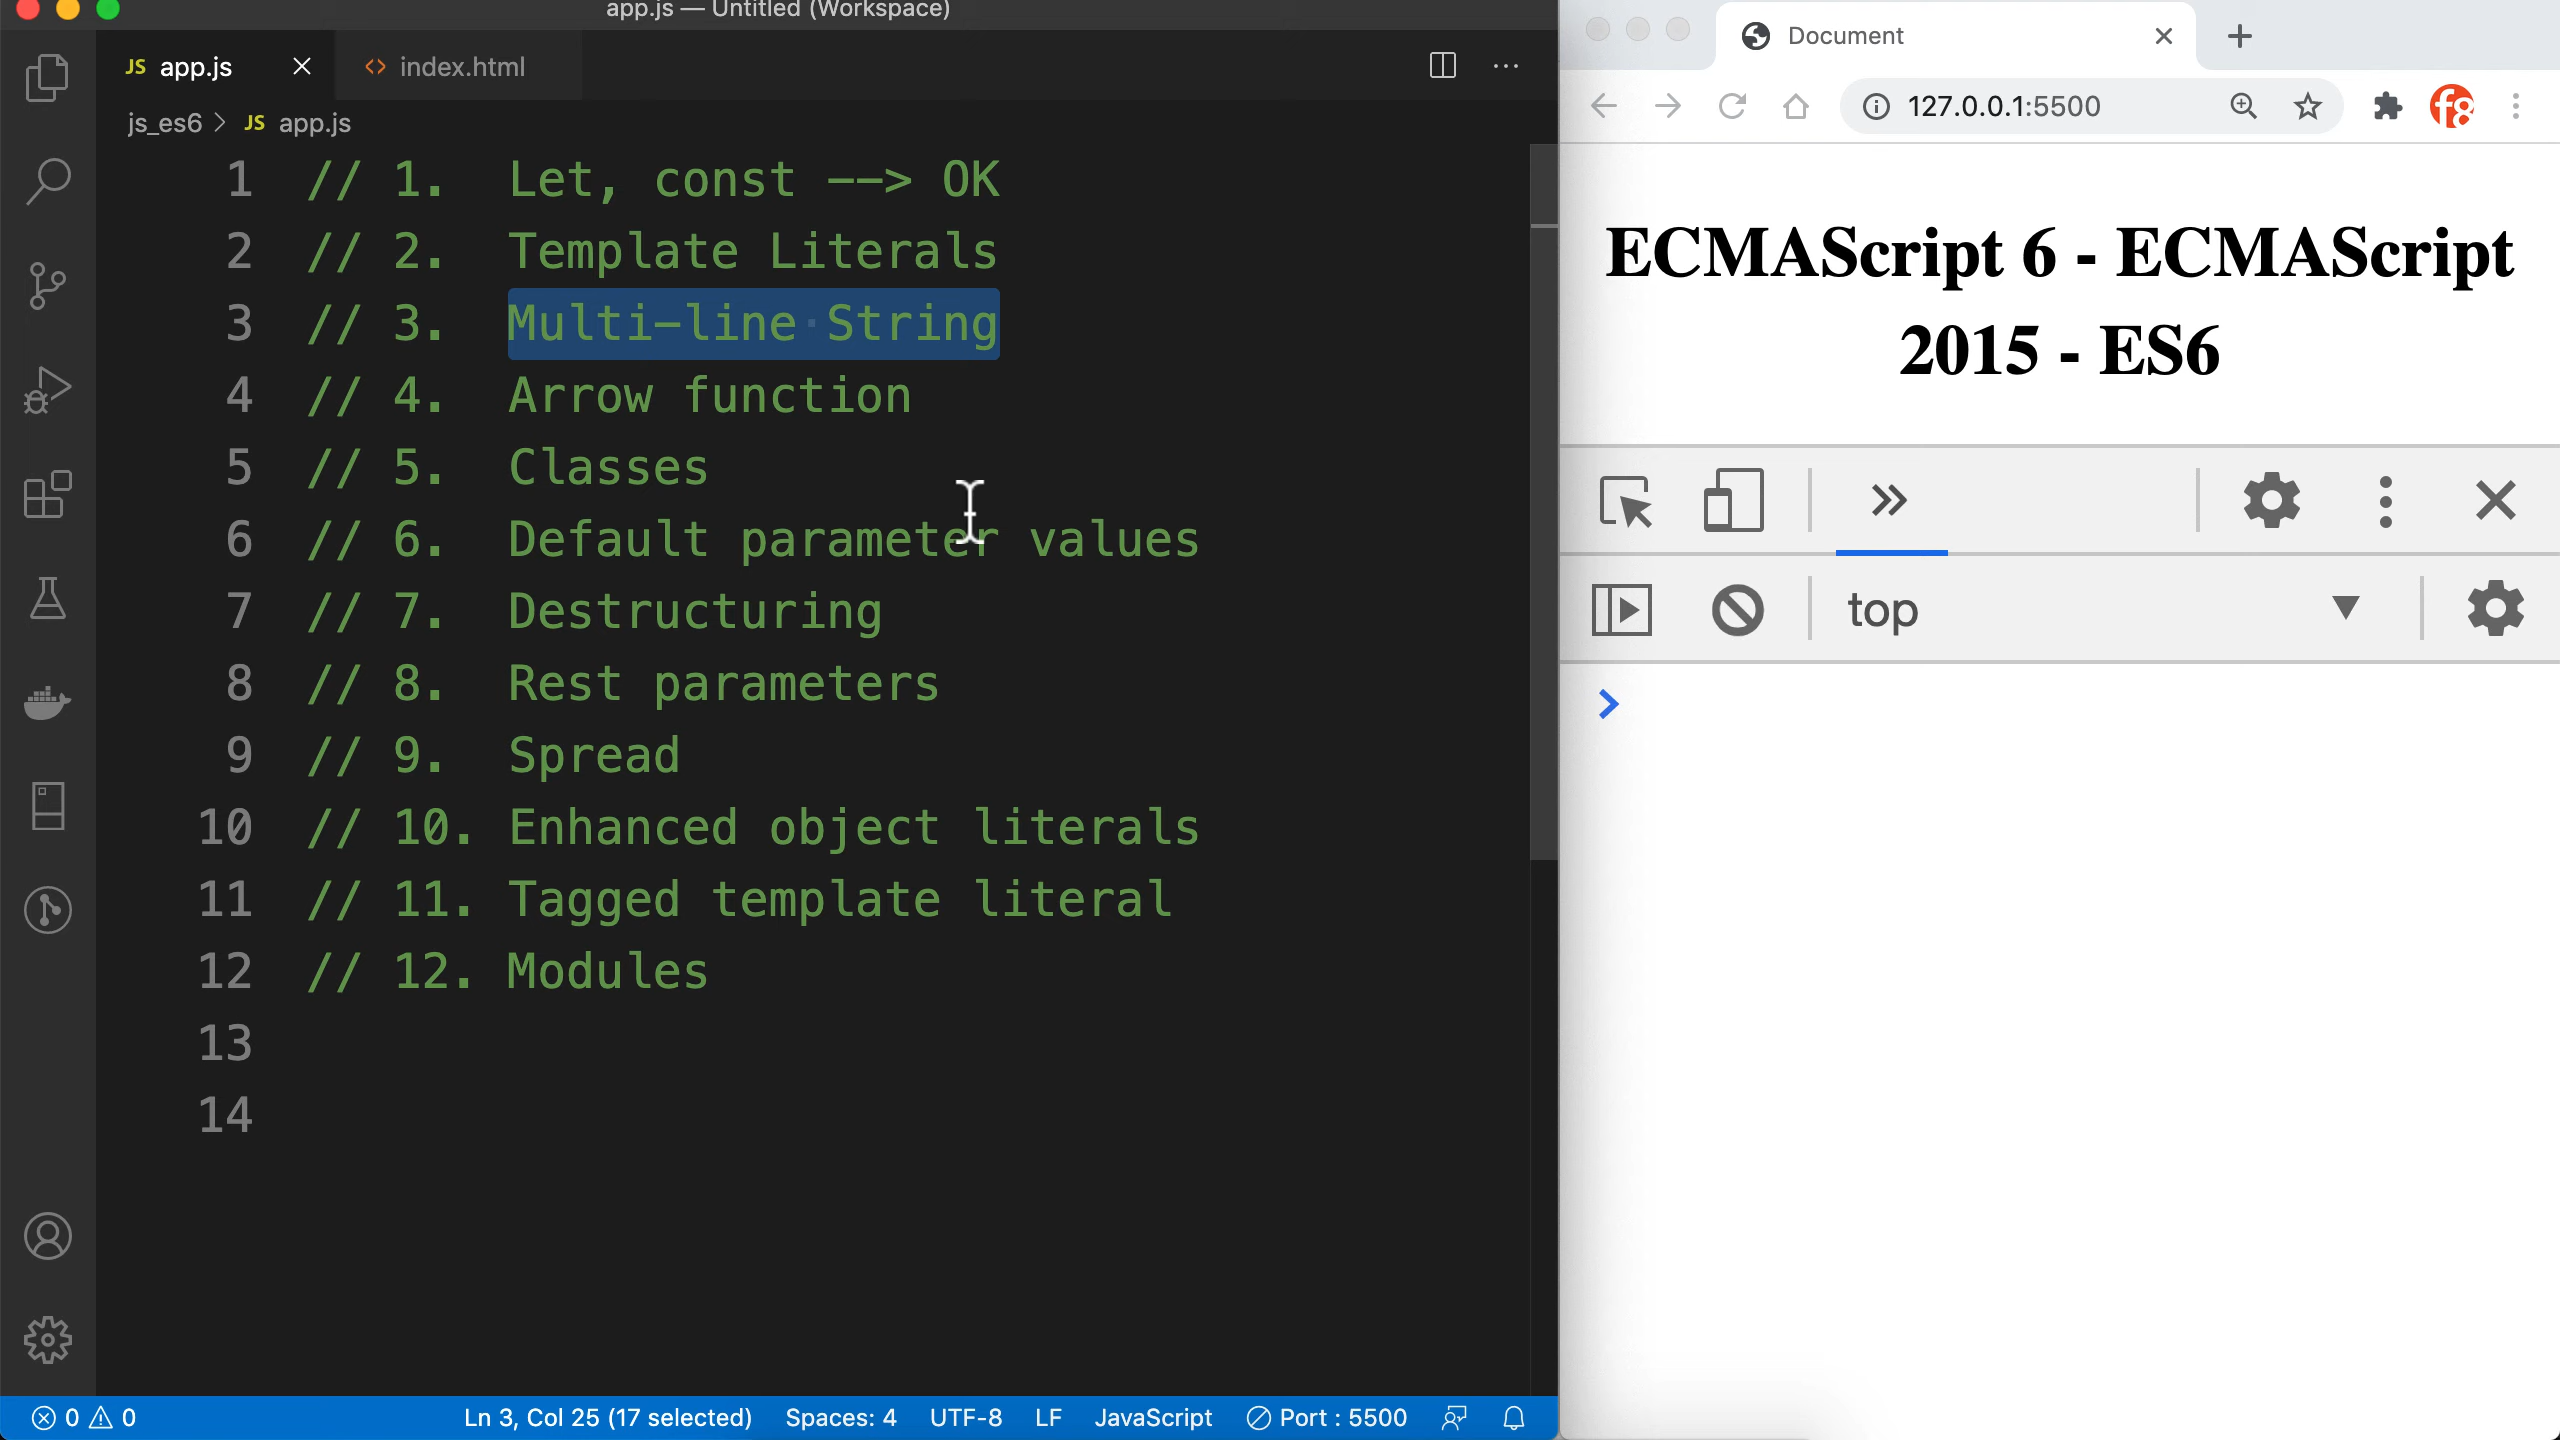 app.js — Untitled (Workspace)
JS app.js
<> index.html
js_es6 > JS app.js
1 // 1. Let, const --> OK
2 // 2. Template Literals
3 // 3. Multi-line String
4 // 4. Arrow function
5 // 5. Classes
6 // 6. Default parameter values
7 // 7. Destructuring
8 // 8. Rest parameters
9 // 9. Spread
10 // 10. Enhanced object literals
11 // 11. Tagged template literal
12 // 12. Modules
13
14
0 0
Ln 3, Col 25 (17 selected)
Spaces: 4
UTF-8
LF
JavaScript
Port : 5500
Document
127.0.0.1:5500
f8
ECMAScript 6 - ECMAScript
2015 - ES6
top